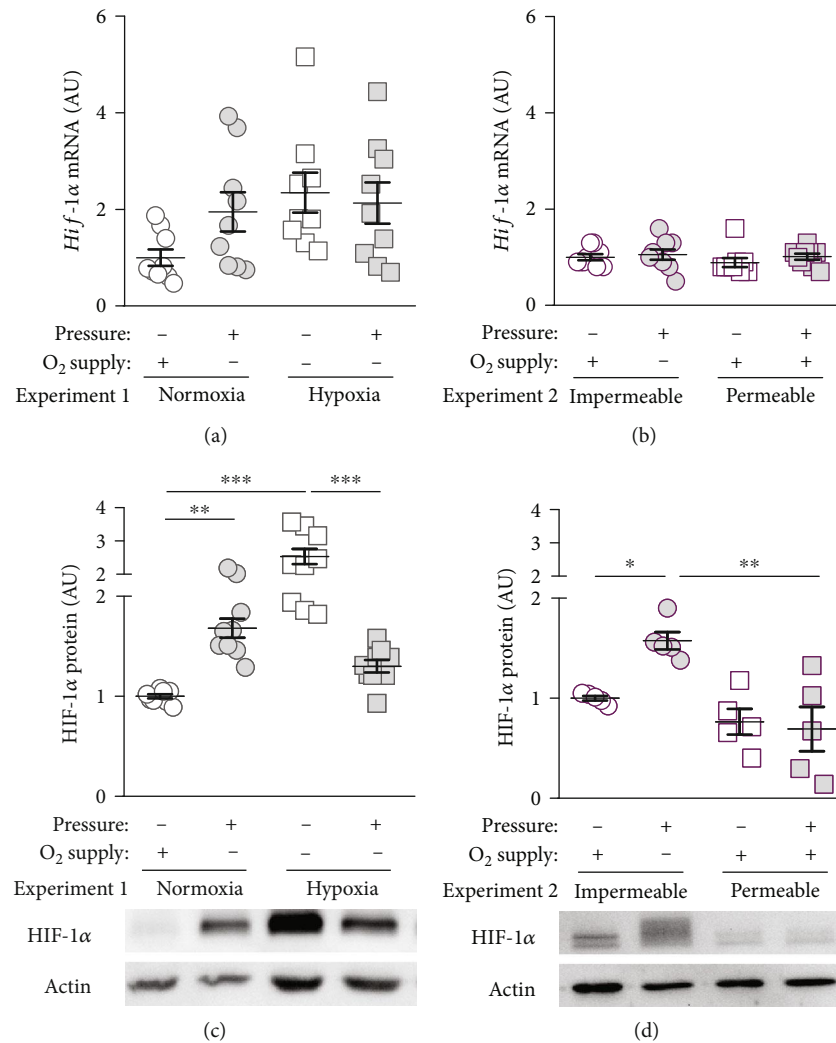 6
4
2
0
Hif-1α mRNA (AU)
Pressure: – + – +
O₂ supply: + – – –
Experiment 1 Normoxia Hypoxia
(a)
6
4
2
0
Hif-1α mRNA (AU)
Pressure: – + – +
O₂ supply: + – + +
Experiment 2 Impermeable Permeable
(b)
*** ***
**
4
3
2
2
1
0
HIF-1α protein (AU)
Pressure: – + – +
O₂ supply: + – – –
Experiment 1 Normoxia Hypoxia
HIF-1α
Actin
(c)
* **
4
3
2
2
1
0
HIF-1α protein (AU)
Pressure: – + – +
O₂ supply: + – + +
Experiment 2 Impermeable Permeable
HIF-1α
Actin
(d)